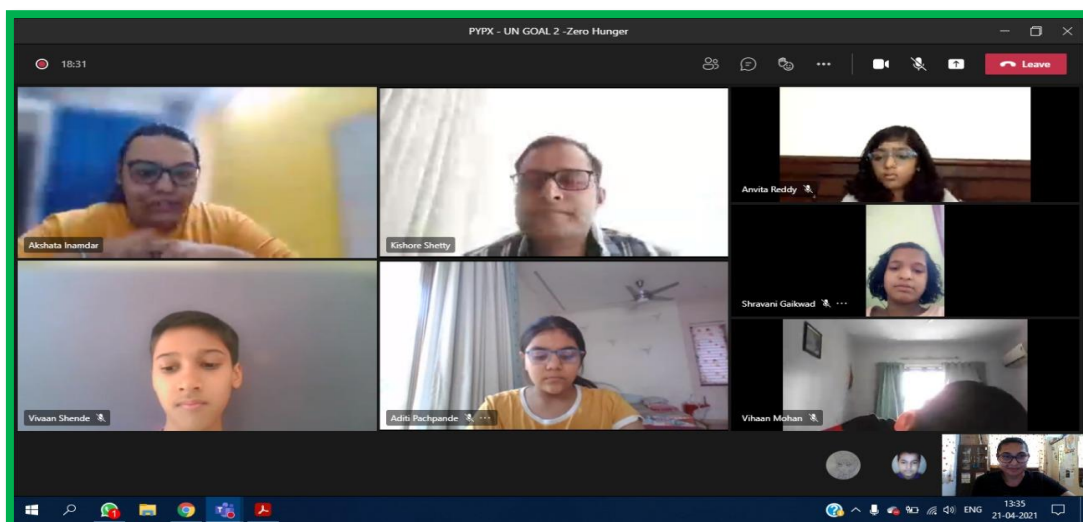 PYPX - UN GOAL 2 -Zero Hunger
18:31
Leave
Akshata Inamdar
Kishore Shetty
Anvita Reddy
Shravani Gaikwad
Vivaan Shende
Aditi Pachpande
Vihaan Mohan
ENG
13:35
21-04-2021